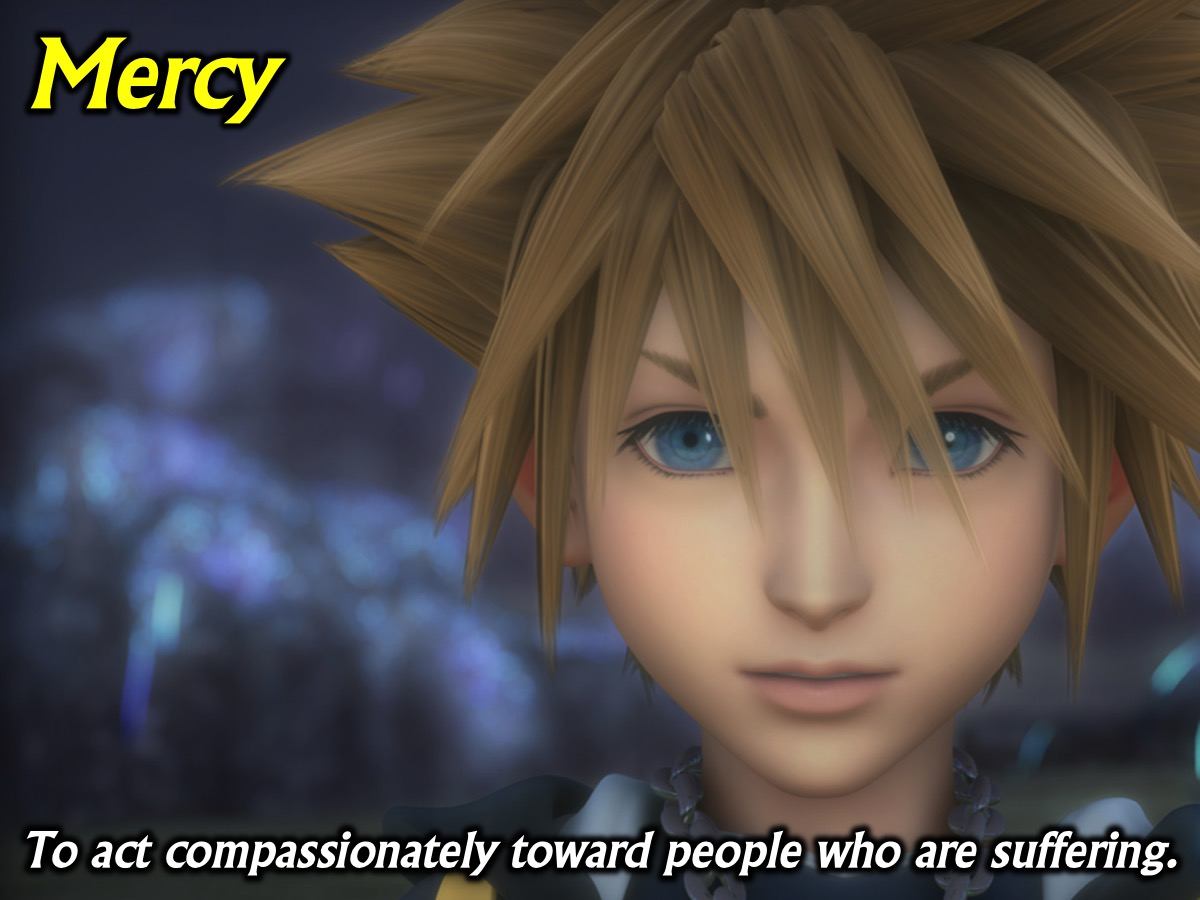 Mercy
To act compassionately toward people who are suffering.